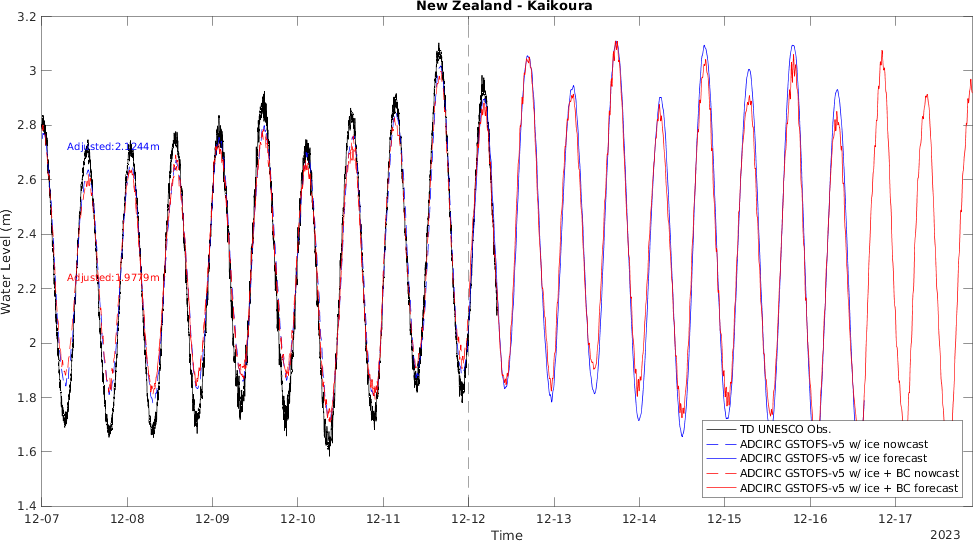 New Zealand - Kaikoura
3.2
3
2.8
2.6
2.4
2.2
2
1.8
1.6
1.4
Water Level (m)
Adjusted:2.1244m
Adjusted:1.9779m
TD UNESCO Obs.
ADCIRC GSTOFS-v5 w/ ice nowcast
ADCIRC GSTOFS-v5 w/ ice forecast
ADCIRC GSTOFS-v5 w/ ice + BC nowcast
ADCIRC GSTOFS-v5 w/ ice + BC forecast
12-07 12-08 12-09 12-10 12-11 12-12 12-13 12-14 12-15 12-16 12-17
Time
2023